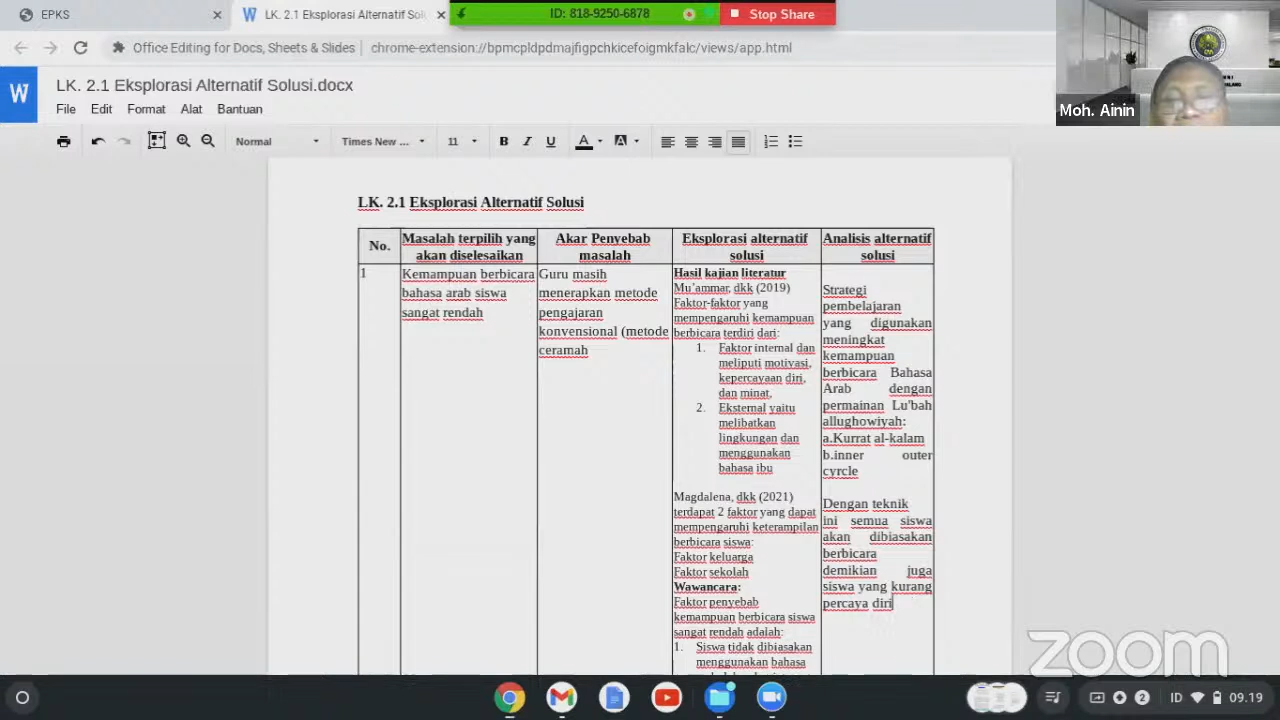 EPKS
LK. 2.1 Eksplorasi Alternatif Sol
ID: 818-9250-6878
Stop Share
Office Editing for Docs, Sheets & Slides
chrome-extension://bpmcpldpdmajfigpchkicefoigmkfalc/views/app.html
W
LK. 2.1 Eksplorasi Alternatif Solusi.docx
File Edit Format Alat Bantuan
Moh. Ainin
Normal
Times New ...
11
B I U A A
LK. 2.1 Eksplorasi Alternatif Solusi
No.
Masalah terpilih yang
akan diselesaikan
Akar Penyebab
masalah
Eksplorasi alternatif
solusi
Analisis alternatif
solusi
1
Kemampuan berbicara
bahasa arab siswa
sangat rendah
Guru masih
menerapkan metode
pengajaran
konvensional (metode
ceramah
Hasil kajian literatur
Mu’ammar, dkk (2019)
Faktor-faktor yang
mempengaruhi kemampuan
berbicara terdiri dari:
1. Faktor internal dan
meliputi motivasi,
kepercayaan diri,
dan minat,
2. Eksternal yaitu
melibatkan
lingkungan dan
menggunakan
bahasa ibu
Magdalena, dkk (2021)
terdapat 2 faktor yang dapat
mempengaruhi keterampilan
berbicara siswa:
Faktor keluarga
Faktor sekolah
Wawancara:
Faktor penyebab
kemampuan berbicara siswa
sangat rendah adalah:
1. Siswa tidak dibiasakan
menggunakan bahasa
Strategi
pembelajaran
yang digunakan
meningkat
kemampuan
berbicara Bahasa
Arab dengan
permainan Lu'bah
allughowiyah:
a.Kurrat al-kalam
b.inner outer
cyrcle
Dengan teknik
ini semua siswa
akan dibiasakan
berbicara
demikian juga
siswa yang kurang
percaya diri
zoom
2
ID
09.19